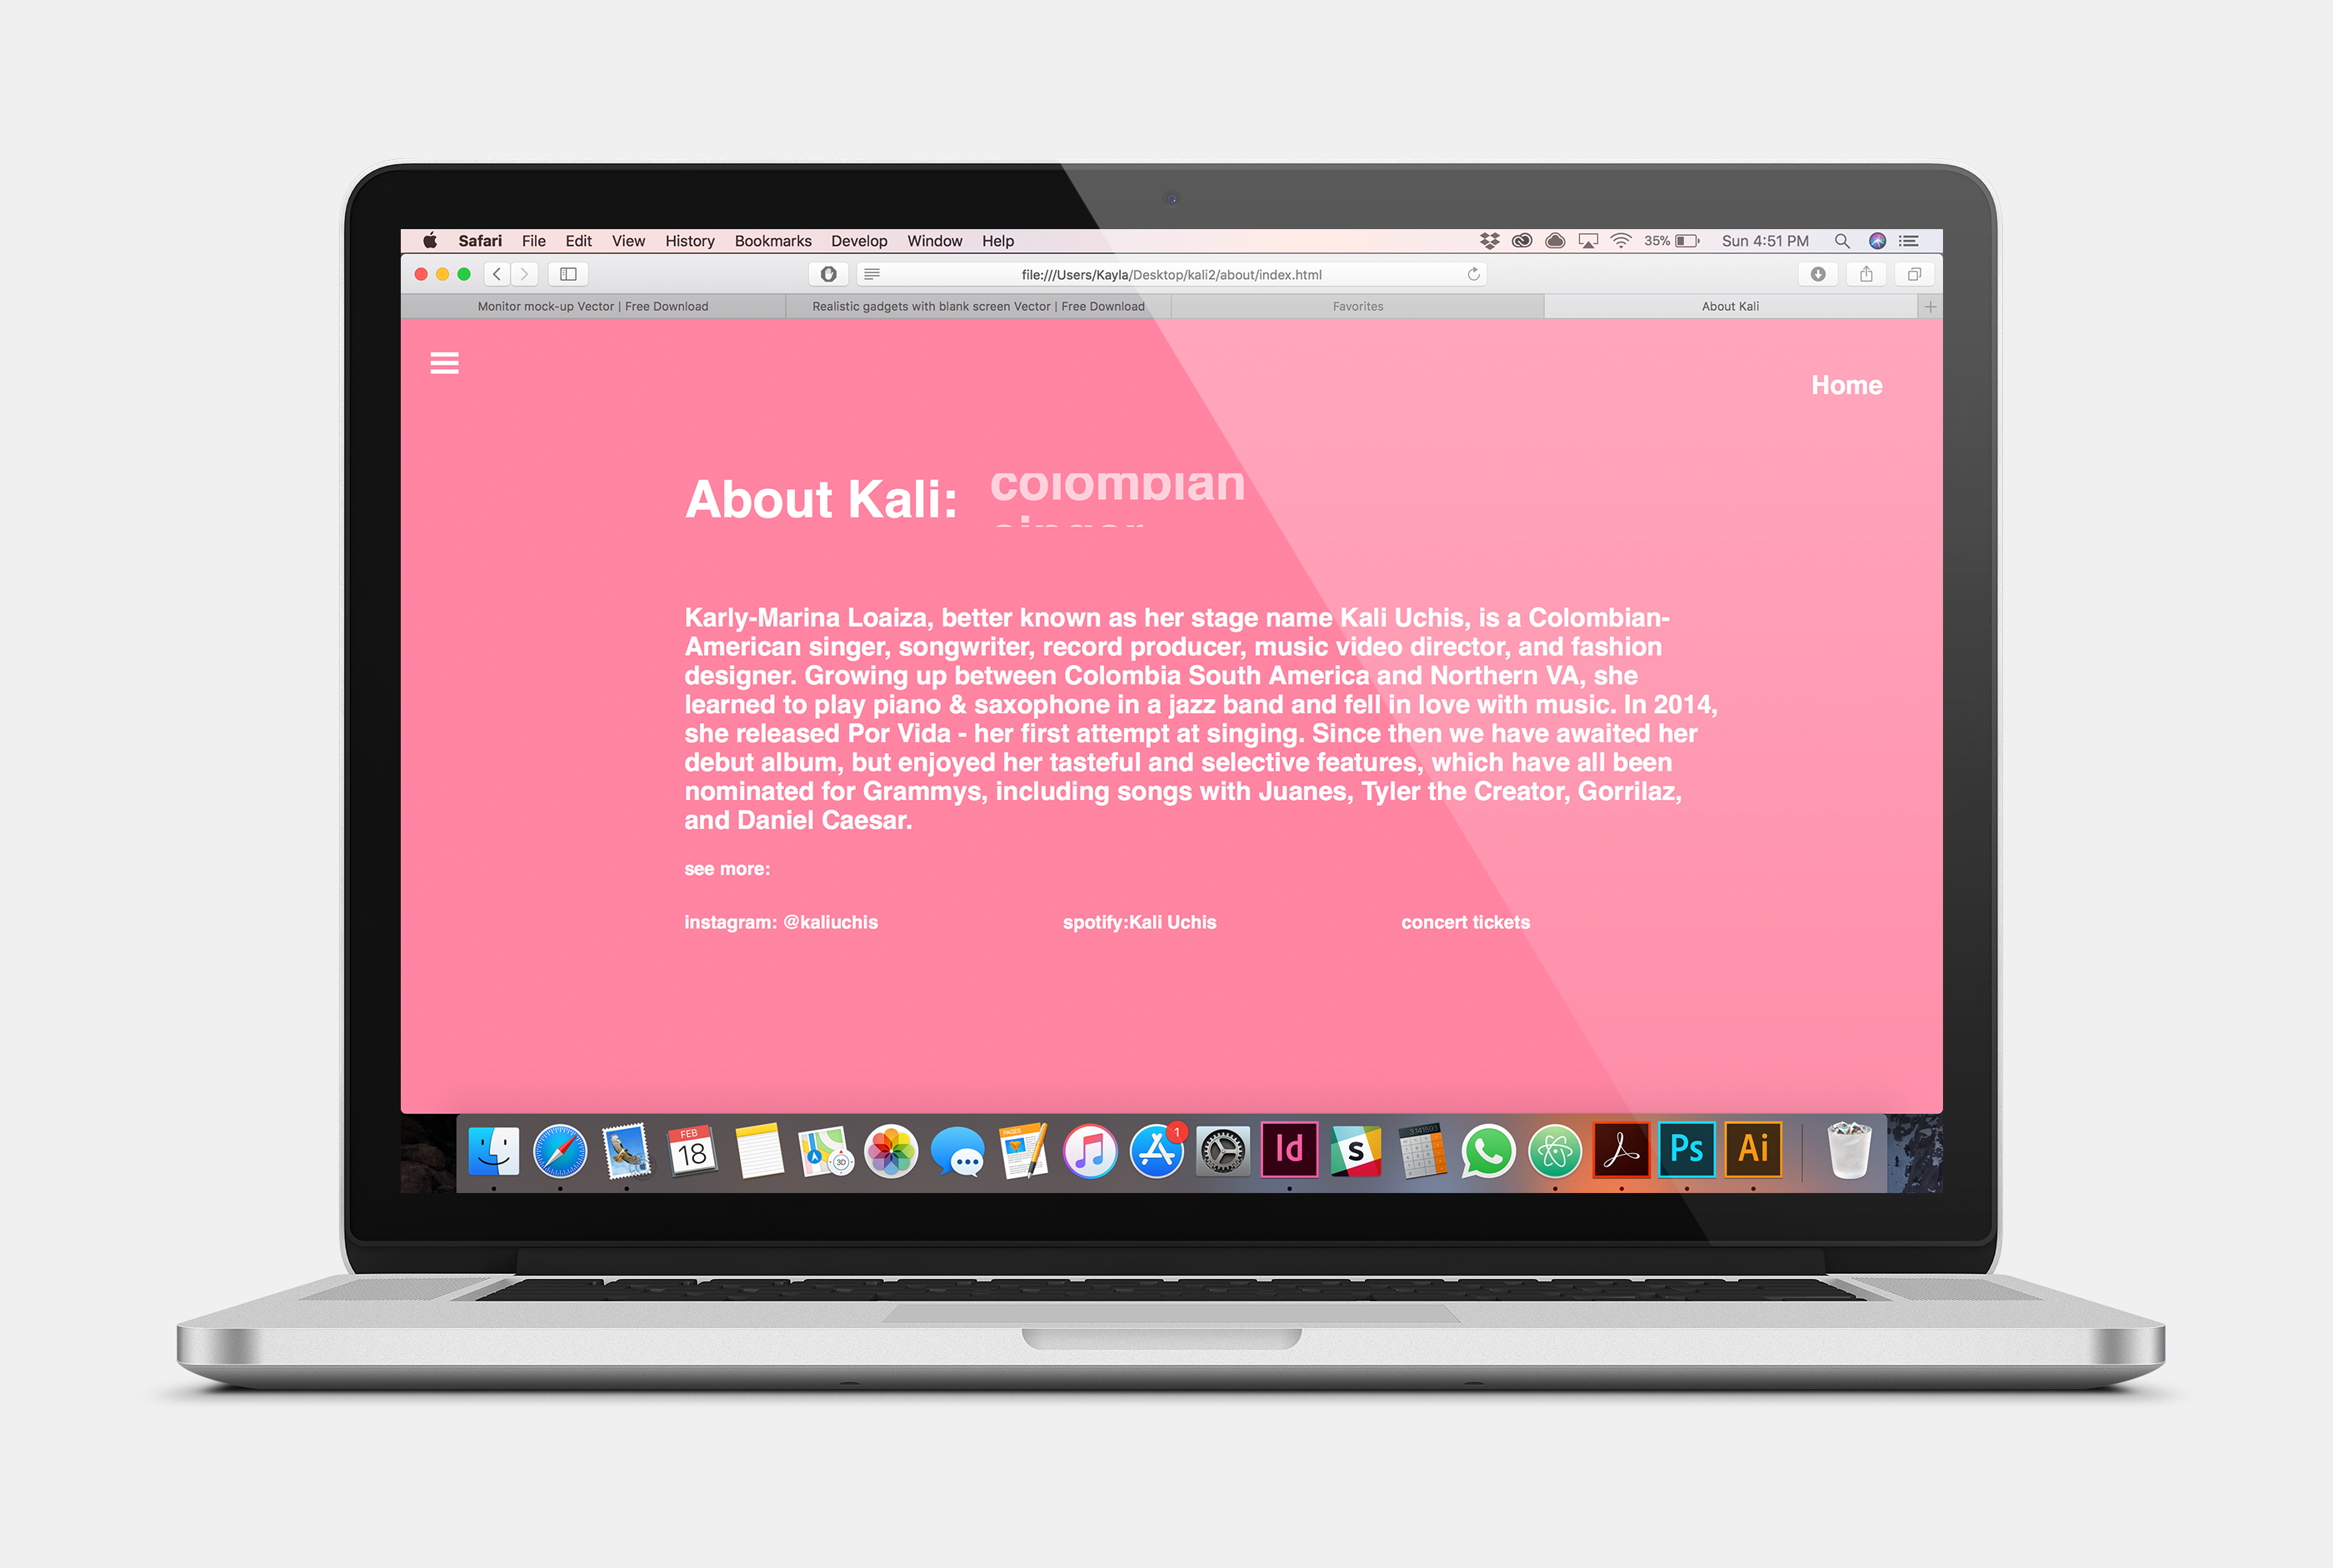 Safari File Edit View History Bookmarks Develop Window Help 35% Sun 4:51 PM
file:///Users/Kayla/Desktop/kali2/about/index.html
Monitor mock-up Vector | Free Download Realistic gadgets with blank screen Vector | Free Download Favorites About Kali
Home
About Kali: colombian
singer
Karly-Marina Loaiza, better known as her stage name Kali Uchis, is a Colombian-
American singer, songwriter, record producer, music video director, and fashion
designer. Growing up between Colombia South America and Northern VA, she
learned to play piano & saxophone in a jazz band and fell in love with music. In 2014,
she released Por Vida - her first attempt at singing. Since then we have awaited her
debut album, but enjoyed her tasteful and selective features, which have all been
nominated for Grammys, including songs with Juanes, Tyler the Creator, Gorrilaz,
and Daniel Caesar.
see more:
instagram: @kaliuchis spotify:Kali Uchis concert tickets
FEB
18
3D
PAGES
1
Id
S
3.141593
Ps
Ai